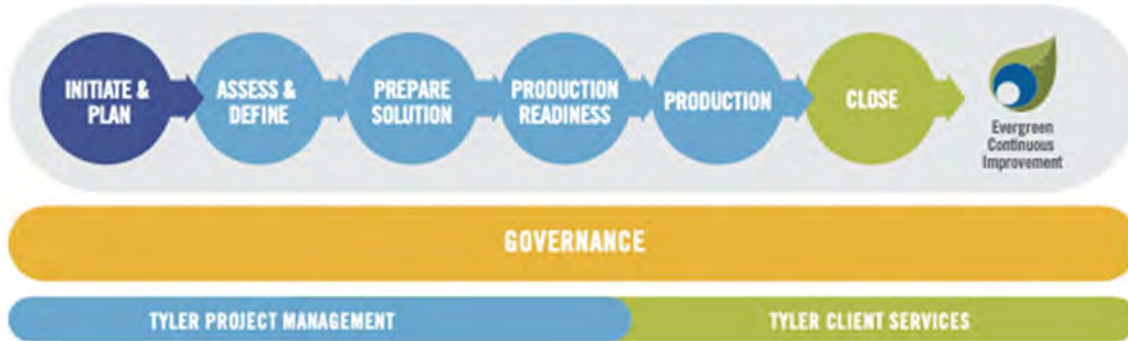 INITIATE &
PLAN
ASSESS &
DEFINE
PREPARE
SOLUTION
PRODUCTION
READINESS
PRODUCTION
CLOSE
Evergreen
Continuous
Improvement
GOVERNANCE
TYLER PROJECT MANAGEMENT
TYLER CLIENT SERVICES